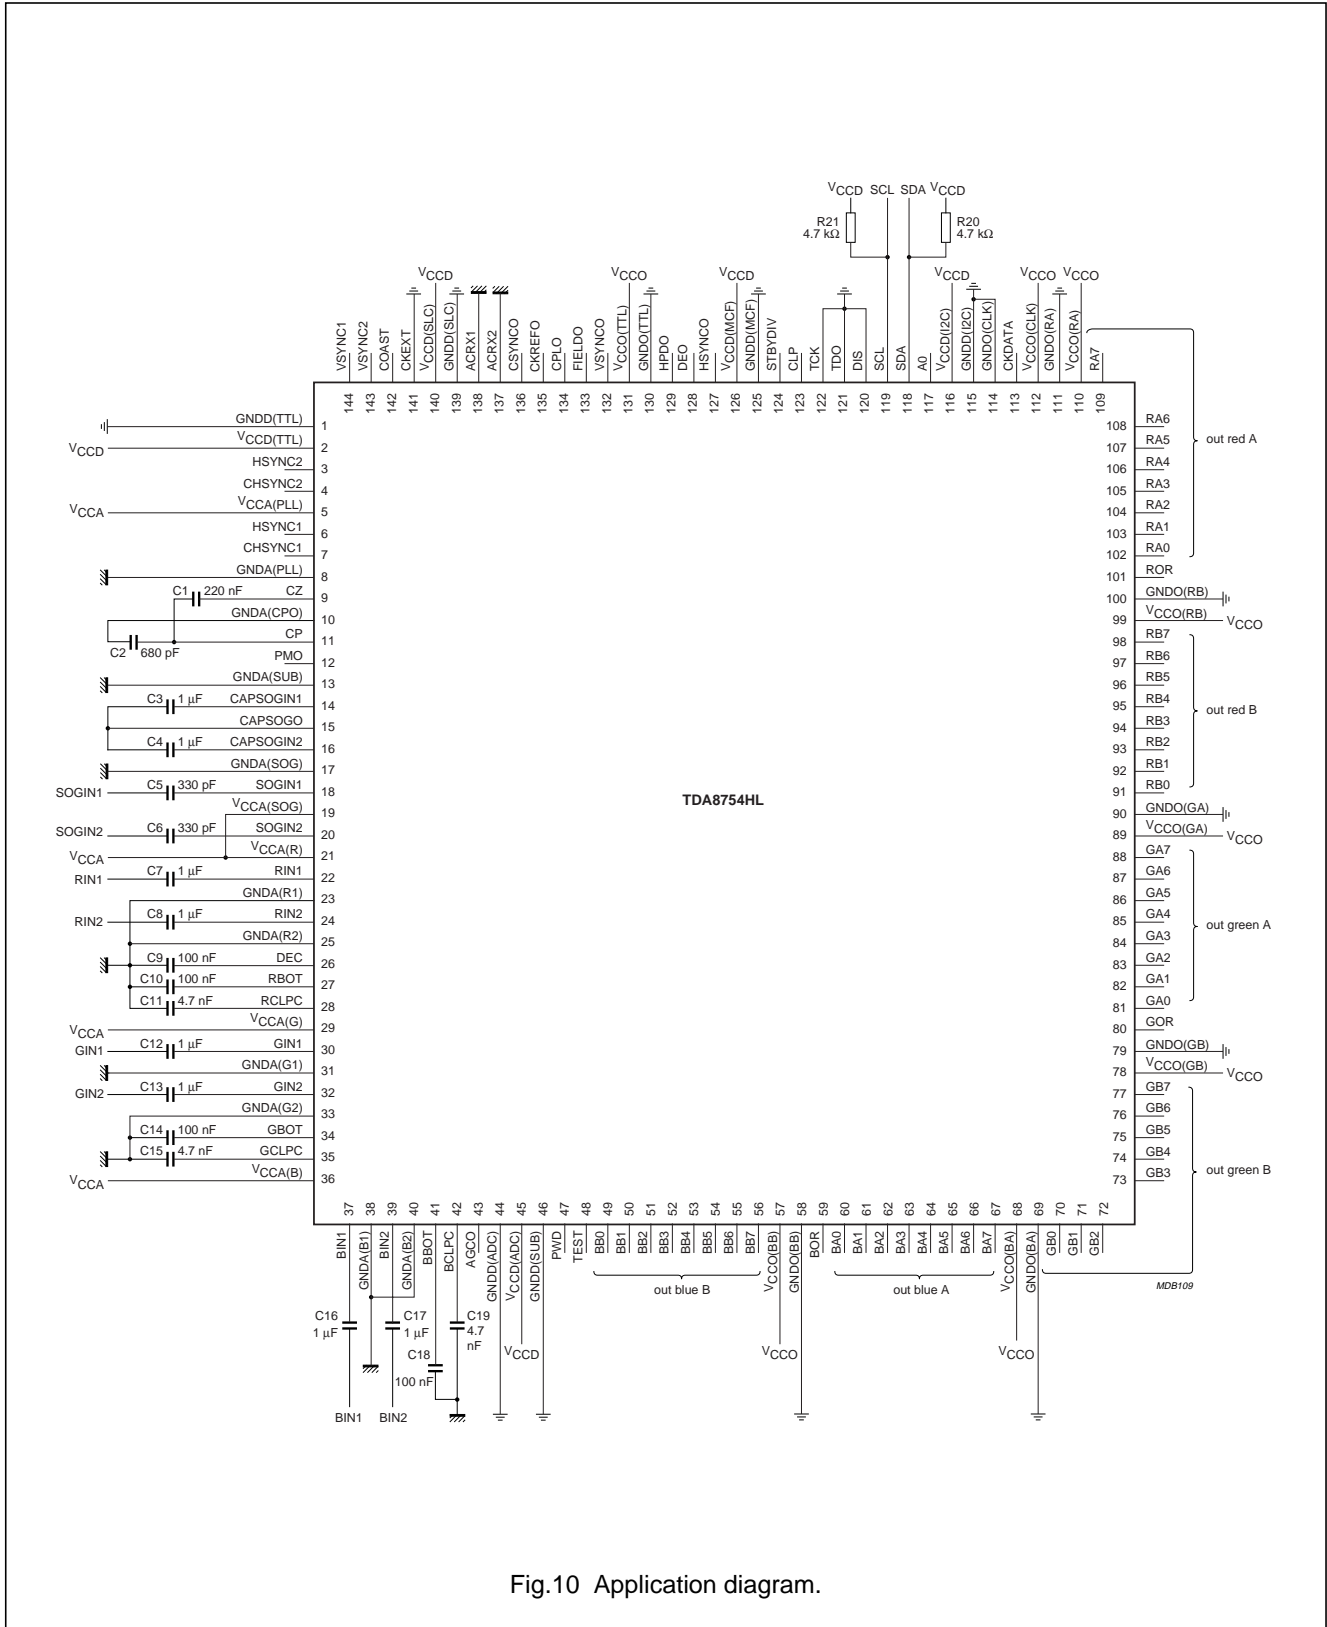 VCCD SCL SDA VCCD
R21
4.7 kΩ
R20
4.7 kΩ
VCCD
VCCO
VCCD
VCCD
VCCO VCCO
VSYNC1
VSYNC2
COAST
CKEXT
VCCD(SLC)
GNDD(SLC)
ACRX1
ACRX2
CSYNCO
CKREFO
CPLO
FIELDO
VSYNCO
VCCO(TTL)
GNDO(TTL)
HPDO
DEO
HSYNCO
VCCD(MCF)
GNDD(MCF)
STBYDIV
CLP
TCK
TDO
DIS
SCL
SDA
A0
VCCD(I2C)
GNDD(I2C)
GNDO(CLK)
CKDATA
VCCO(CLK)
GNDO(RA)
VCCO(RA)
RA7
144 143 142 141 140 139 138 137 136 135 134 133 132 131 130 129 128 127 126 125 124 123 122 121 120 119 118 117 116 115 114 113 112 111 110 109
GNDD(TTL) 1
VCCD VCCD(TTL) 2
HSYNC2 3
CHSYNC2 4
VCCA VCCA(PLL) 5
HSYNC1 6
CHSYNC1 7
GNDA(PLL) 8
C1 220 nF CZ 9
GNDA(CPO) 10
C2 680 pF CP 11
PMO 12
GNDA(SUB) 13
C3 1 μF CAPSOGIN1 14
CAPSOGO 15
C4 1 μF CAPSOGIN2 16
GNDA(SOG) 17
SOGIN1 C5 330 pF SOGIN1 18
VCCA(SOG) 19
SOGIN2 C6 330 pF SOGIN2 20
VCCA VCCA(R) 21
RIN1 C7 1 μF RIN1 22
GNDA(R1) 23
RIN2 C8 1 μF RIN2 24
GNDA(R2) 25
C9 100 nF DEC 26
C10 100 nF RBOT 27
C11 4.7 nF RCLPC 28
VCCA VCCA(G) 29
GIN1 C12 1 μF GIN1 30
GNDA(G1) 31
GIN2 C13 1 μF GIN2 32
GNDA(G2) 33
C14 100 nF GBOT 34
C15 4.7 nF GCLPC 35
VCCA VCCA(B) 36
TDA8754HL
108 RA6
107 RA5
106 RA4
105 RA3
104 RA2
103 RA1
102 RA0
out red A
101 ROR
100 GNDO(RB)
99 VCCO(RB) VCCO
98 RB7
97 RB6
96 RB5
95 RB4
94 RB3
93 RB2
92 RB1
91 RB0
out red B
90 GNDO(GA)
89 VCCO(GA) VCCO
88 GA7
87 GA6
86 GA5
85 GA4
84 GA3
83 GA2
82 GA1
81 GA0
out green A
80 GOR
79 GNDO(GB)
78 VCCO(GB) VCCO
77 GB7
76 GB6
75 GB5
74 GB4
73 GB3
out green B
37 38 39 40 41 42 43 44 45 46 47 48 49 50 51 52 53 54 55 56 57 58 59 60 61 62 63 64 65 66 67 68 69 70 71 72
BIN1
GNDA(B1)
BIN2
GNDA(B2)
BBOT
BCLPC
AGCO
GNDD(ADC)
VCCD(ADC)
GNDD(SUB)
PWD
TEST
BB0
BB1
BB2
BB3
BB4
BB5
BB6
BB7
VCCO(BB)
GNDO(BB)
BOR
BA0
BA1
BA2
BA3
BA4
BA5
BA6
BA7
VCCO(BA)
GNDO(BA)
GB0
GB1
GB2
out blue B
out blue A
MDB109
C16
1 μF
C17
1 μF
C18
100 nF
C19
4.7
nF
VCCD
VCCO
VCCO
BIN1 BIN2
Fig.10 Application diagram.